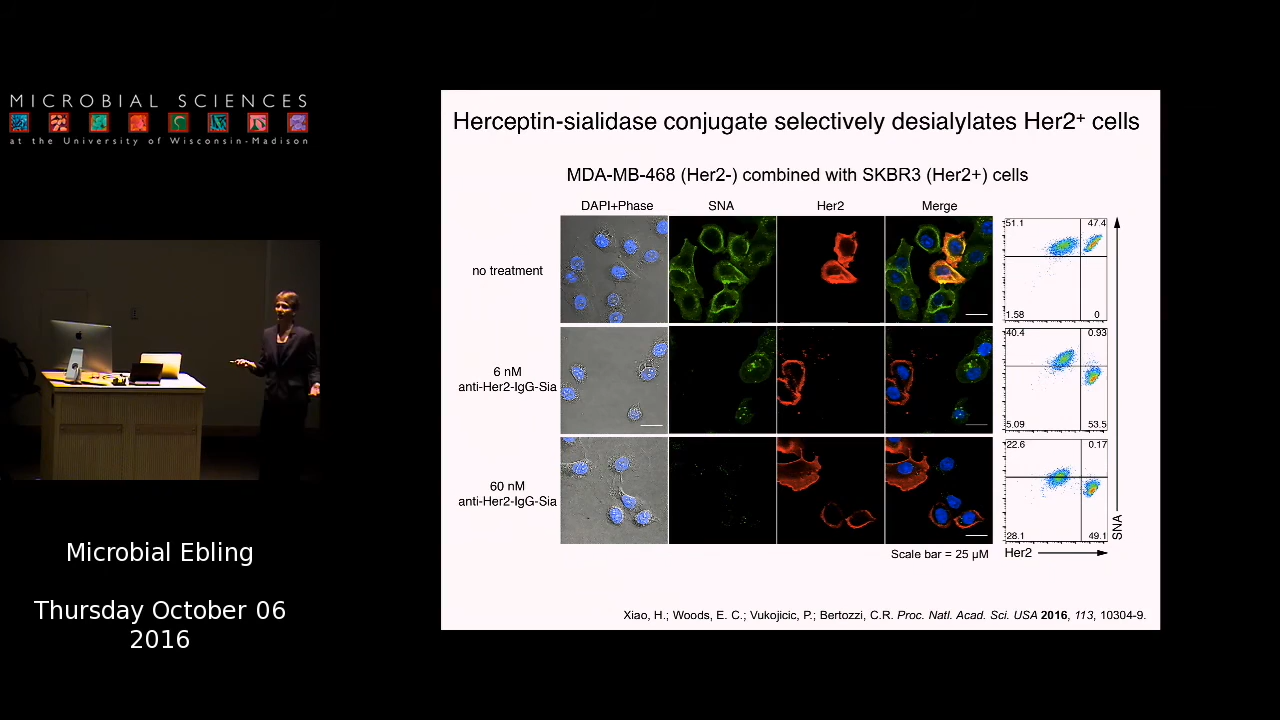 MICROBIAL SCIENCES
at the University of Wisconsin-Madison
Microbial Ebling
Thursday October 06
2016
Herceptin-sialidase conjugate selectively desialylates Her2⁺ cells
MDA-MB-468 (Her2-) combined with SKBR3 (Her2+) cells
DAPI+Phase SNA Her2 Merge
no treatment
51.1 47.4
1.58 0
6 nM
anti-Her2-IgG-Sia
40.4 0.93
5.09 53.5
60 nM
anti-Her2-IgG-Sia
22.6 0.17
28.1 49.1
SNA
Her2
Scale bar = 25 µM
Xiao, H.; Woods, E. C.; Vukojicic, P.; Bertozzi, C.R. Proc. Natl. Acad. Sci. USA 2016, 113, 10304-9.